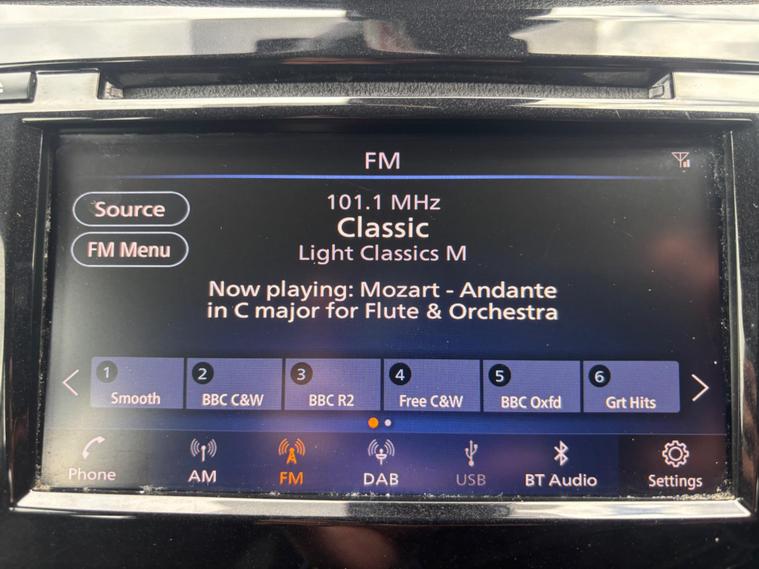 FM
Source
FM Menu
101.1 MHz
Classic
Light Classics M
Now playing: Mozart - Andante
in C major for Flute & Orchestra
1
Smooth
2
BBC C&W
3
BBC R2
4
Free C&W
5
BBC Oxfd
6
Grt Hits
Phone
AM
FM
DAB
USB
BT Audio
Settings